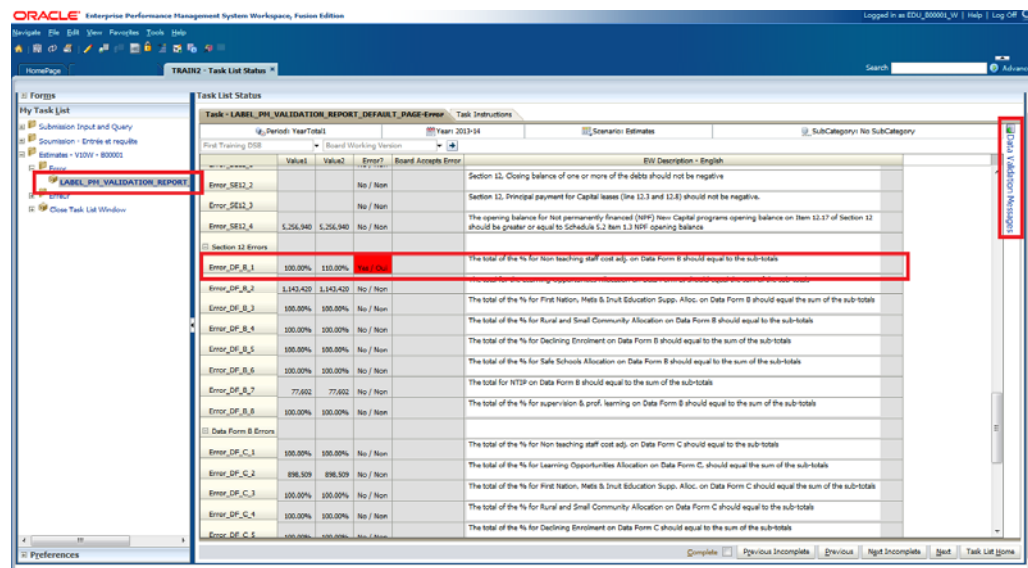 ORACLE Enterprise Performance Management System Workspace, Fusion Edition
Logged in as EDU_B00001_W | Help | Log Off
Navigate File Edit View Favorites Tools Help
HomePage TRAIN2 - Task List Status
Search Advanc
Forms
My Task List
Submission Input and Query
Soumission - Entrée et requête
Estimates - V10W - B00001
Error
LABEL_PM_VALIDATION_REPORT_
Close Task List Window
Preferences
Task List Status
Task - LABEL_PM_VALIDATION_REPORT_DEFAULT_PAGE-Error Task Instructions
Period: YearTotal1 Year: 2013-14 Scenario: Estimates SubCategory: No SubCategory
First Training DSB Board Working Version
Value1 Value2 Error? Board Accepts Error EW Description - English
Error_SE12_2 No / Non Section 12, Closing balance of one or more of the debts should not be negative
Error_SE12_3 No / Non Section 12, Principal payment for Capital leases (line 12.3 and 12.8) should not be negative.
Error_SE12_4 5,256,940 5,256,940 No / Non The opening balance for Not permanently financed (NPF) New Capital programs opening balance on Item 12.17 of Section 12
should be greater or equal to Schedule 5.2 item 1.3 NPF opening balance
Section 12 Errors
Error_DF_B_1 100.00% 110.00% Yes / Oui The total of the % for Non teaching staff cost adj. on Data Form B should equal to the sub-totals
Error_DF_B_2 1,143,420 1,143,420 No / Non
Error_DF_B_3 100.00% 100.00% No / Non The total of the % for First Nation, Metis & Inuit Education Supp. Alloc. on Data Form B should equal the sum of the sub-totals
Error_DF_B_4 100.00% 100.00% No / Non The total of the % for Rural and Small Community Allocation on Data Form B should equal to the sub-totals
Error_DF_B_5 100.00% 100.00% No / Non The total of the % for Declining Enrolment on Data Form B should equal to the sum of the sub-totals
Error_DF_B_6 100.00% 100.00% No / Non The total of the % for Safe Schools Allocation on Data Form B should equal to the sum of the sub-totals
Error_DF_B_7 77,602 77,602 No / Non The total for NTIP on Data Form B should equal to the sum of the sub-totals
Error_DF_B_8 100.00% 100.00% No / Non The total of the % for supervision & prof. learning on Data Form B should equal to the sum of the sub-totals
Data Form B Errors
Error_DF_C_1 100.00% 100.00% No / Non The total of the % for Non teaching staff cost adj. on Data Form C should equal to the sub-totals
Error_DF_C_2 898,509 898,509 No / Non The total of the % for Learning Opportunities Allocation on Data Form C, should equal the sum of the sub-totals
Error_DF_C_3 100.00% 100.00% No / Non The total of the % for First Nation, Metis & Inuit Education Supp. Alloc. on Data Form C should equal the sum of the sub-totals
Error_DF_C_4 100.00% 100.00% No / Non The total of the % for Rural and Small Community Allocation on Data Form C should equal to the sub-totals
Error_DF_C_5 100.00% 100.00% No / Non The total of the % for Declining Enrolment on Data Form C should equal to the sum of the sub-totals
Data Validation Messages
Complete Previous Incomplete Previous Next Incomplete Next Task List Home